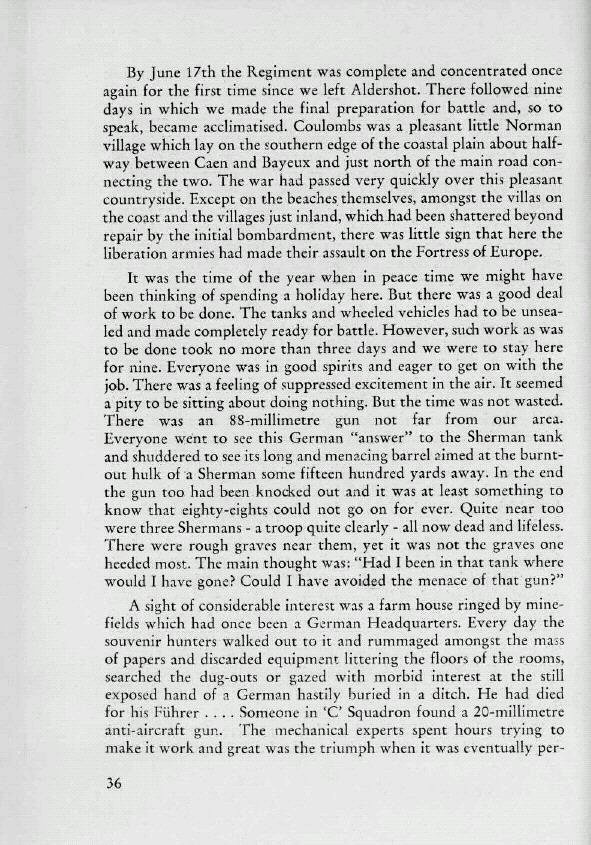 By June 17th the Regiment was complete and concentrated once
again for the first time since we left Aldershot. There followed nine
days in which we made the final preparation for battle and, so to
speak, became acclimatised. Coulombs was a pleasant little Norman
village which lay on the southern edge of the coastal plain about half-
way between Caen and Bayeux and just north of the main road con-
necting the two. The war had passed very quickly over this pleasant
countryside. Except on the beaches themselves, amongst the villas on
the coast and the villages just inland, which had been shattered beyond
repair by the initial bombardment, there was little sign that here the
liberation armies had made their assault on the Fortress of Europe.
It was the time of the year when in peace time we might have
been thinking of spending a holiday here. But there was a good deal
of work to be done. The tanks and wheeled vehicles had to be unsea-
led and made completely ready for battle. However, such work as was
to be done took no more than three days and we were to stay here
for nine. Everyone was in good spirits and eager to get on with the
job. There was a feeling of suppressed excitement in the air. It seemed
a pity to be sitting about doing nothing. But the time was not wasted.
There was an 88-millimetre gun not far from our area.
Everyone went to see this German "answer" to the Sherman tank
and shuddered to see its long and menacing barrel aimed at the burnt-
out hulk of a Sherman some fifteen hundred yards away. In the end
the gun too had been knocked out and it was at least something to
know that eighty-eights could not go on for ever. Quite near too
were three Shermans - a troop quite clearly - all now dead and lifeless.
There were rough graves near them, yet it was not the graves one
heeded most. The main thought was: "Had I been in that tank where
would I have gone? Could I have avoided the menace of that gun?"
A sight of considerable interest was a farm house ringed by mine-
fields which had once been a German Headquarters. Every day the
souvenir hunters walked out to it and rummaged amongst the mass
of papers and discarded equipment littering the floors of the rooms,
searched the dug-outs or gazed with morbid interest at the still
exposed hand of a German hastily buried in a ditch. He had died
for his Führer .... Someone in 'C' Squadron found a 20-millimetre
anti-aircraft gun. The mechanical experts spent hours trying to
make it work and great was the triumph when it was eventually per-
36